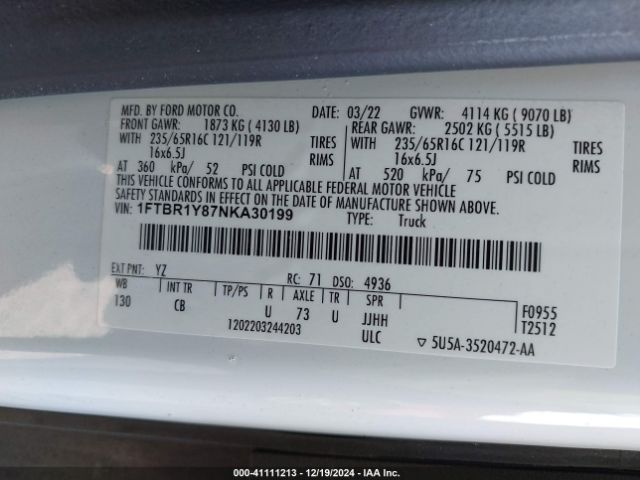 MFD. BY FORD MOTOR CO.
DATE: 03/22 GVWR: 4114 KG ( 9070 LB)
FRONT GAWR: 1873 KG ( 4130 LB)
REAR GAWR: 2502 KG ( 5515 LB)
WITH 235/65R16C 121/119R TIRES
WITH 235/65R16C 121/119R TIRES
16x6.5J RIMS
16x6.5J RIMS
AT 360 kPa/ 52 PSI COLD
AT 520 kPa/ 75 PSI COLD
THIS VEHICLE CONFORMS TO ALL APPLICABLE FEDERAL MOTOR VEHICLE
SAFETY STANDARDS IN EFFECT ON THE DATE OF MANUFACTURE SHOWN ABOVE.
VIN: 1FTBR1Y87NKA30199 TYPE: Truck
EXT PNT: YZ RC: 71 DSO: 4936
WB INT TR TP/PS R AXLE TR SPR
130 CB U 73 U JJHH
F0955
T2512
1202203244203 ULC
▽ 5U5A-3520472-AA
000-41111213 - 12/19/2024 - IAA Inc.